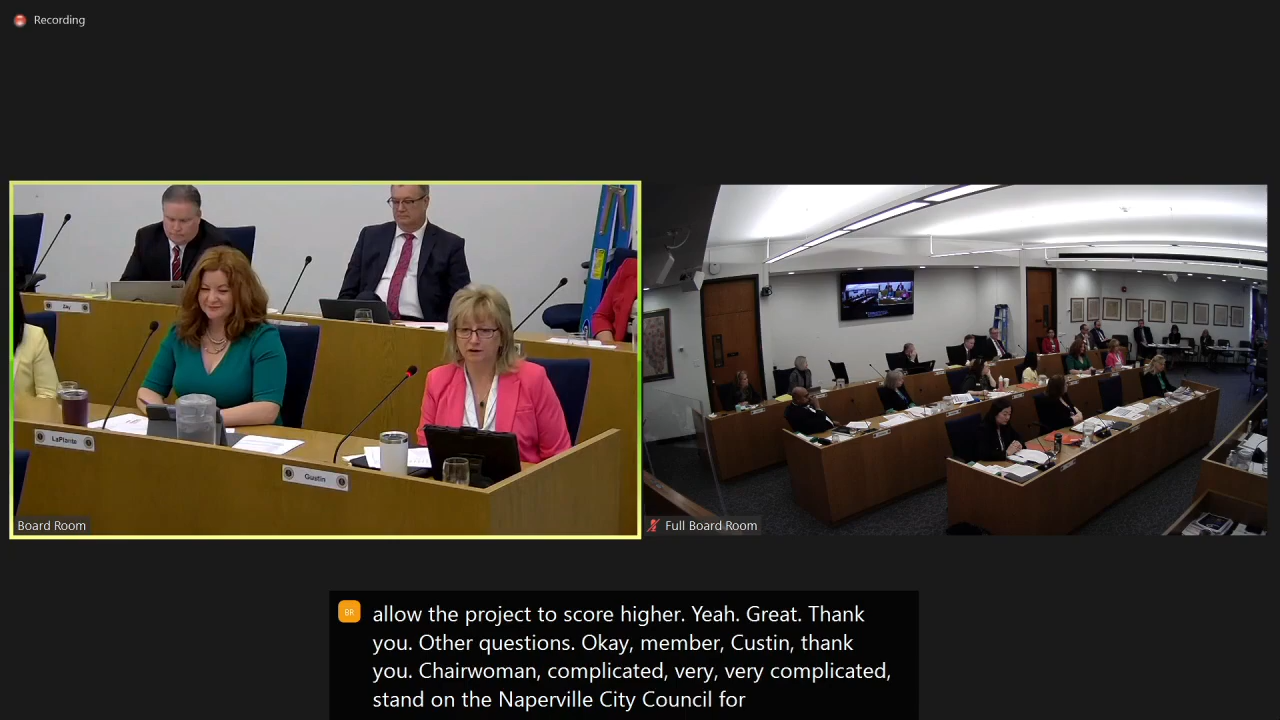 Recording
Zay
LaPlante
Gustin
Board Room
Full Board Room
BR
allow the project to score higher. Yeah. Great. Thank
you. Other questions. Okay, member, Custin, thank
you. Chairwoman, complicated, very, very complicated,
stand on the Naperville City Council for